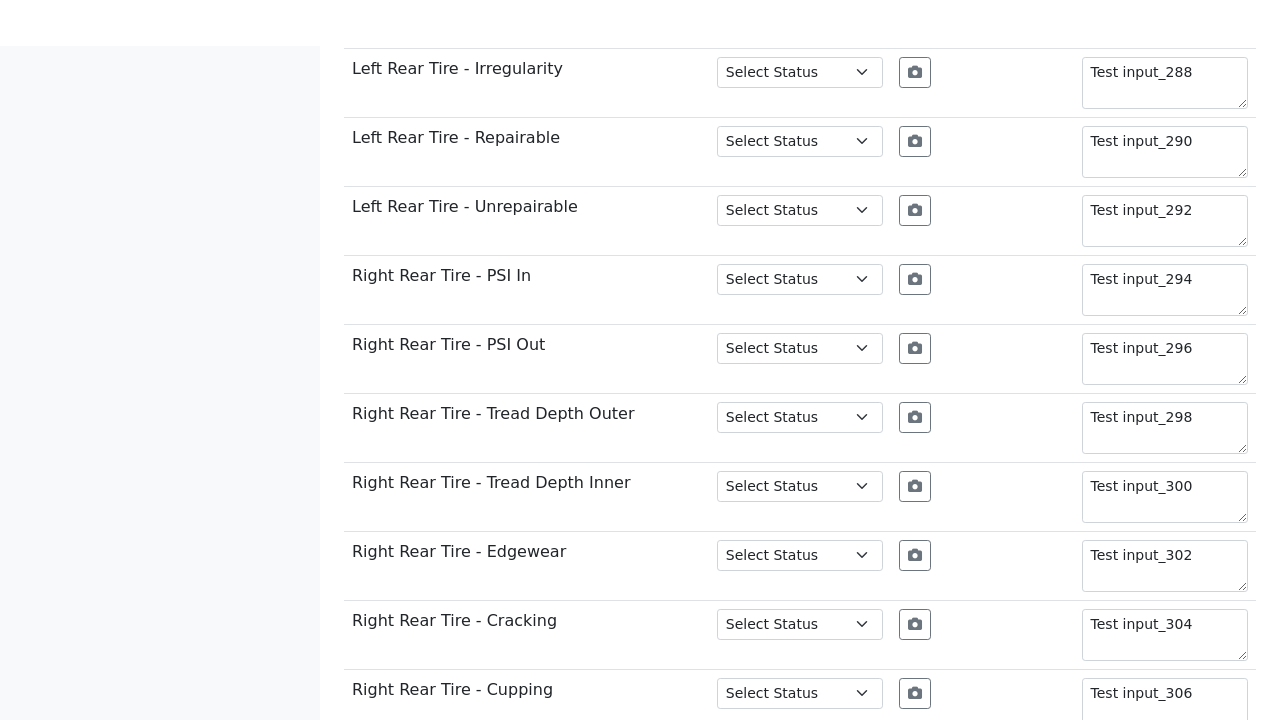 Left Rear Tire - Irregularity Select Status Test input_288
Left Rear Tire - Repairable Select Status Test input_290
Left Rear Tire - Unrepairable Select Status Test input_292
Right Rear Tire - PSI In Select Status Test input_294
Right Rear Tire - PSI Out Select Status Test input_296
Right Rear Tire - Tread Depth Outer Select Status Test input_298
Right Rear Tire - Tread Depth Inner Select Status Test input_300
Right Rear Tire - Edgewear Select Status Test input_302
Right Rear Tire - Cracking Select Status Test input_304
Right Rear Tire - Cupping Select Status Test input_306